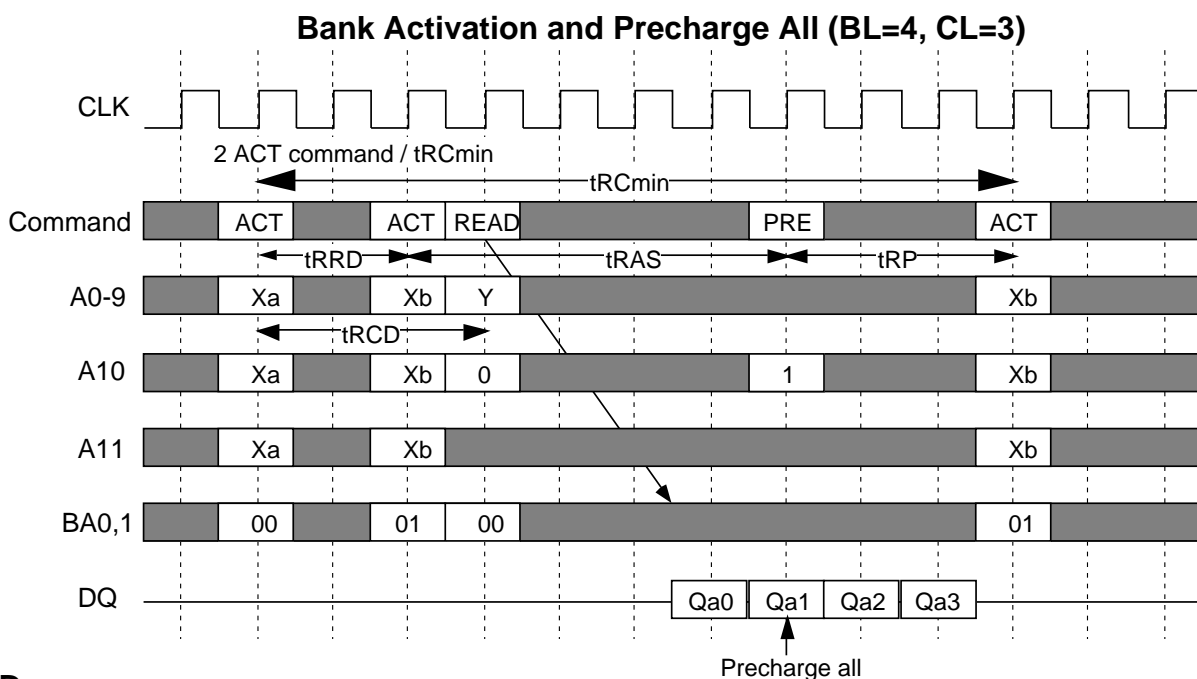 Bank Activation and Precharge All (BL=4, CL=3)
CLK
2 ACT command / tRCmin
tRCmin
Command ACT ACT READ PRE ACT
tRRD tRAS tRP
A0-9 Xa Xb Y Xb
tRCD
A10 Xa Xb 0 1 Xb
A11 Xa Xb Xb
BA0,1 00 01 00 01
DQ Qa0 Qa1 Qa2 Qa3
Precharge all